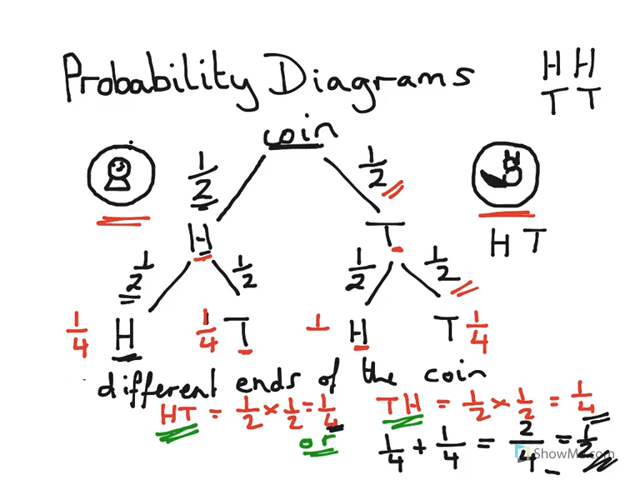 Probability Diagrams
H H
T T
coin
1/2 1/2
H T
H T
1/2 1/2 1/2 1/2
1/4 H 1/4 T 1 H T 1/4
different ends of the coin
HT = 1/2 × 1/2 = 1/4 TH = 1/2 × 1/2 = 1/4
or
1/4 + 1/4 = 2/4 = 1/2
ShowMe.com